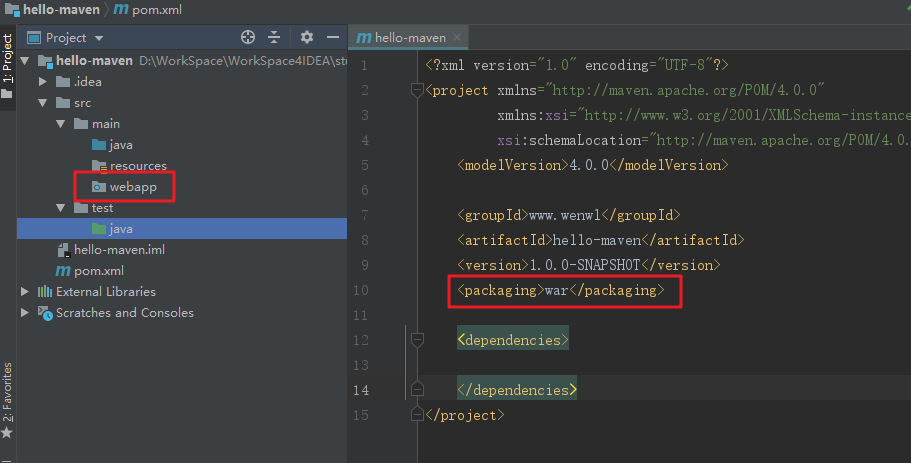 hello-maven pom.xml
1: Project
Project
hello-maven D:\WorkSpace\WorkSpace4IDEA\stu
.idea
src
main
java
resources
webapp
test
java
hello-maven.iml
pom.xml
External Libraries
Scratches and Consoles
2: Favorites
hello-maven
1 <?xml version="1.0" encoding="UTF-8"?>
2 <project xmlns="http://maven.apache.org/POM/4.0.0"
3 xmlns:xsi="http://www.w3.org/2001/XMLSchema-instance
4 xsi:schemaLocation="http://maven.apache.org/POM/4.0.
5 <modelVersion>4.0.0</modelVersion>
6
7 <groupId>www.wenwl</groupId>
8 <artifactId>hello-maven</artifactId>
9 <version>1.0.0-SNAPSHOT</version>
10 <packaging>war</packaging>
11
12 <dependencies>
13
14 </dependencies>
15 </project>